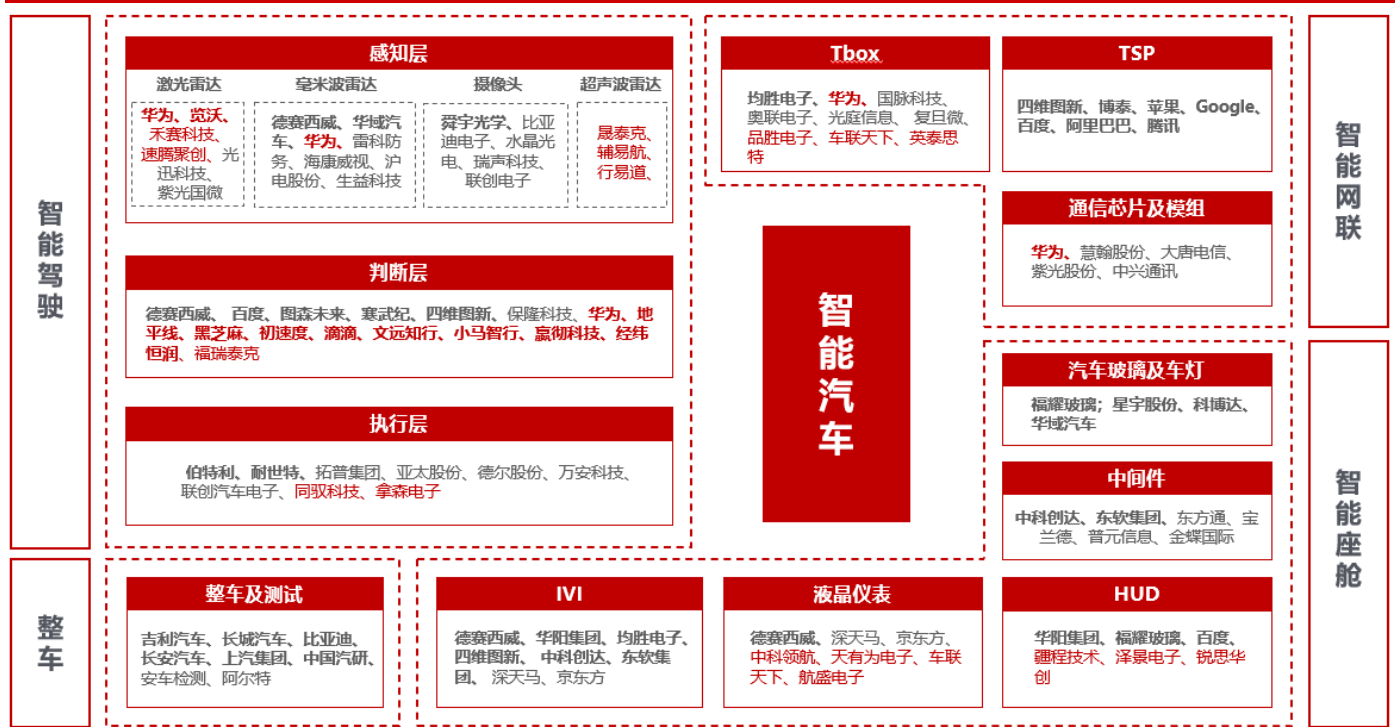 智能驾驶
感知层
激光雷达
华为、览沃、
禾赛科技、
速腾聚创、光
迅科技、
紫光国微
毫米波雷达
德赛西威、华域汽
车、华为、雷科防
务、海康威视、沪
电股份、生益科技
摄像头
舜宇光学、比亚
迪电子、水晶光
电、瑞声科技、
联创电子
超声波雷达
晟泰克、
辅易航、
行易道、
判断层
德赛西威、 百度、图森未来、寒武纪、四维图新、保隆科技、华为、地
平线、黑芝麻、初速度、滴滴、文远知行、小马智行、嬴彻科技、经纬
恒润、福瑞泰克
执行层
伯特利、耐世特、拓普集团、亚太股份、德尔股份、万安科技、
联创汽车电子、同驭科技、拿森电子
整车
整车及测试
吉利汽车、长城汽车、比亚迪、
长安汽车、上汽集团、中国汽研、
安车检测、阿尔特
智能汽车
Tbox
均胜电子、华为、国脉科技、
奥联电子、光庭信息、 复旦微、
品胜电子、车联天下、英泰思
特
TSP
四维图新、博泰、苹果、Google、
百度、阿里巴巴、腾讯
通信芯片及模组
华为、慧翰股份、大唐电信、
紫光股份、中兴通讯
智能网联
汽车玻璃及车灯
福耀玻璃；星宇股份、科博达、
华域汽车
中间件
中科创达、东软集团、东方通、宝
兰德、普元信息、金蝶国际
IVI
德赛西威、华阳集团、均胜电子、
四维图新、 中科创达、东软集
团、 深天马、京东方
液晶仪表
德赛西威、深天马、京东方、
中科领航、天有为电子、车联
天下、航盛电子
HUD
华阳集团、福耀玻璃、百度、
疆程技术、泽景电子、锐思华
创
智能座舱